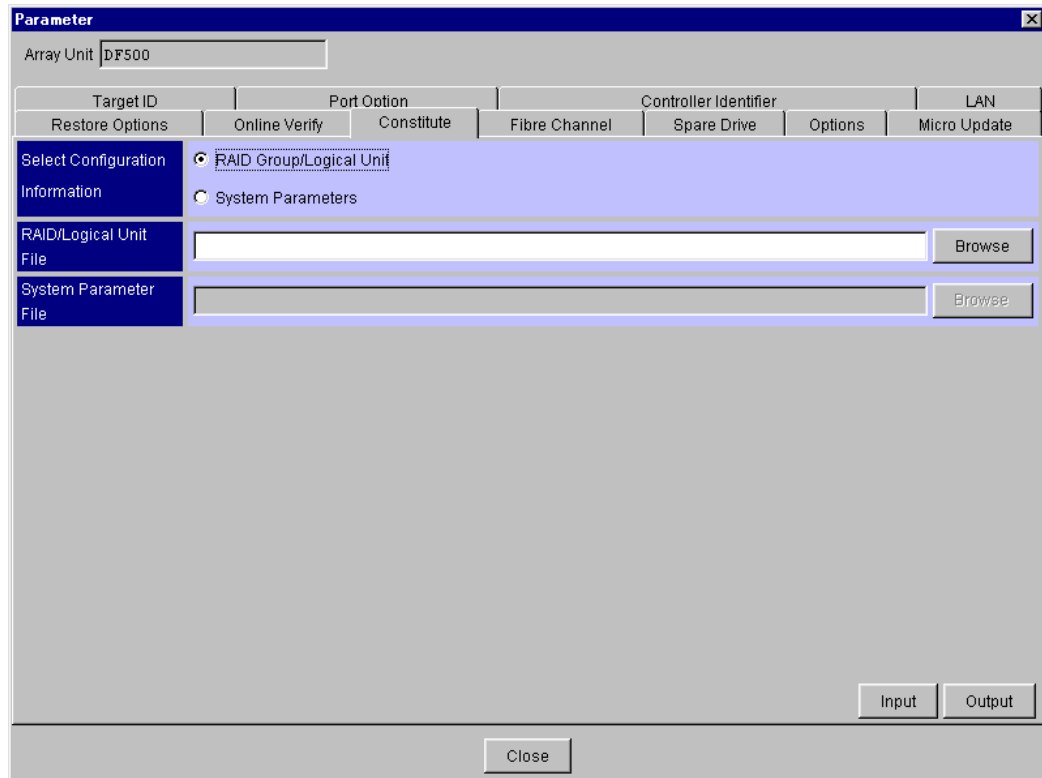 Parameter
Array Unit DF500
Target ID Port Option Controller Identifier LAN
Restore Options Online Verify Constitute Fibre Channel Spare Drive Options Micro Update
Select Configuration
Information
RAID Group/Logical Unit
System Parameters
RAID/Logical Unit
File
Browse
System Parameter
File
Browse
Input Output
Close